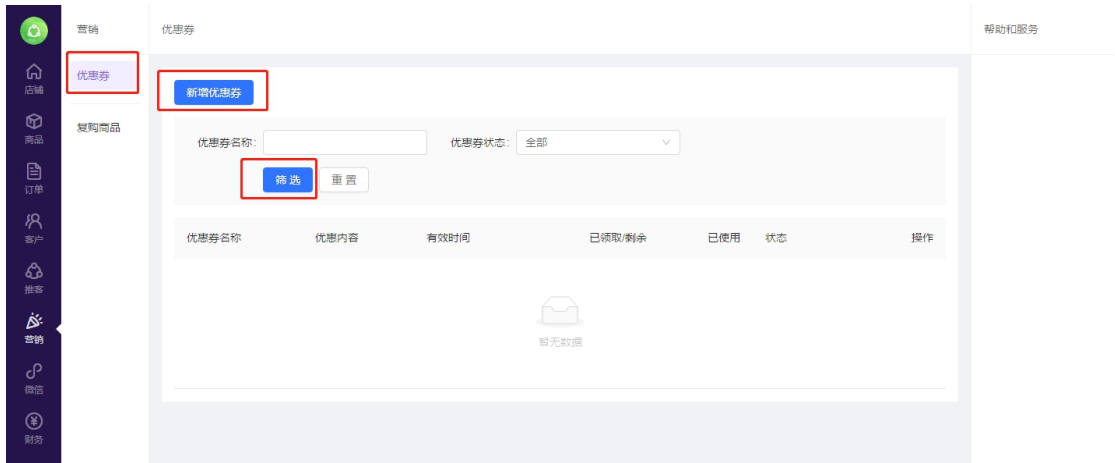 营销
优惠券
帮助和服务
店铺
商品
订单
客户
推客
营销
微信
财务
优惠券
复购商品
新增优惠券
优惠券名称:
优惠券状态: 全部
筛选 重置
优惠券名称 优惠内容 有效时间 已领取/剩余 已使用 状态 操作
暂无数据